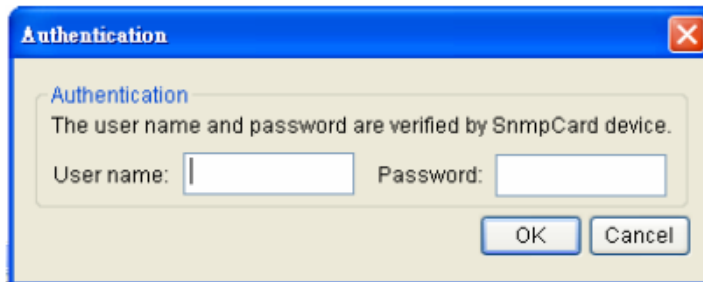 Authentication
Authentication
The user name and password are verified by SnmpCard device.
User name: Password:
OK Cancel